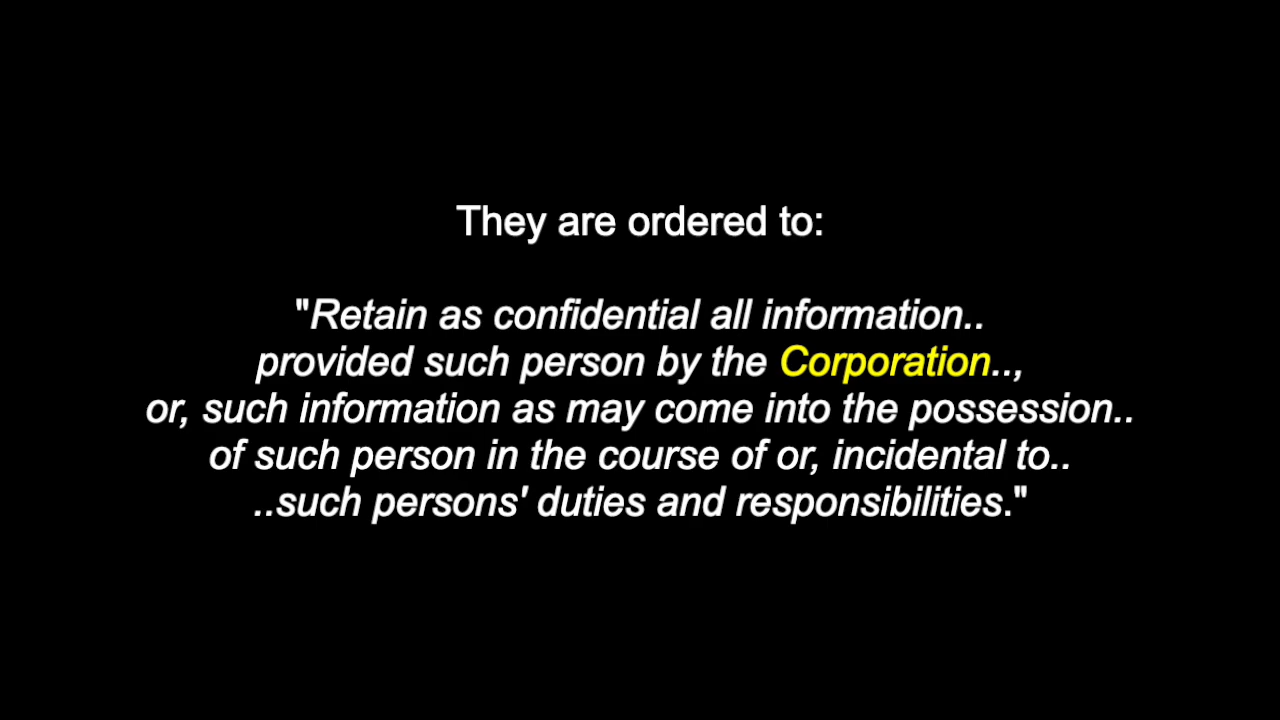 They are ordered to:
"Retain as confidential all information..
provided such person by the Corporation..,
or, such information as may come into the possession..
of such person in the course of or, incidental to..
..such persons' duties and responsibilities."